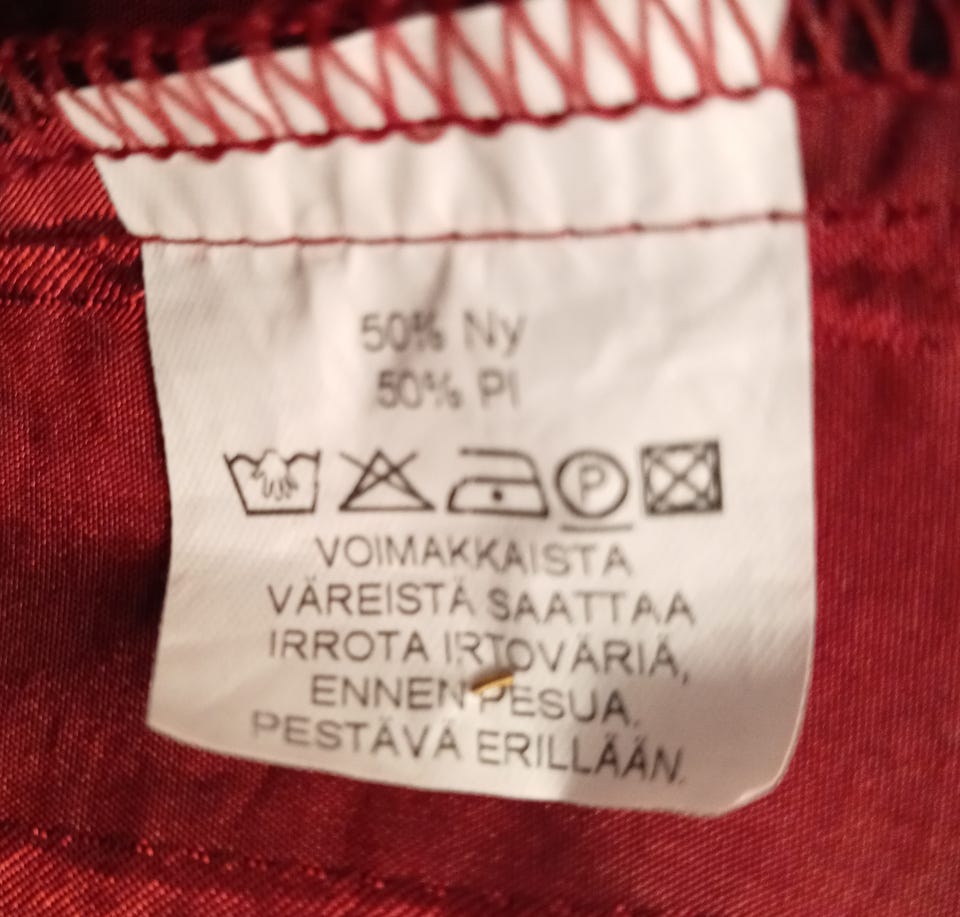 50% Ny
50% Pl
P
VOIMAKKAISTA
VÄREISTÄ SAATTAA
IRROTA IRTOVÄRIÄ,
ENNEN PESUA.
PESTÄVÄ ERILLÄÄN.